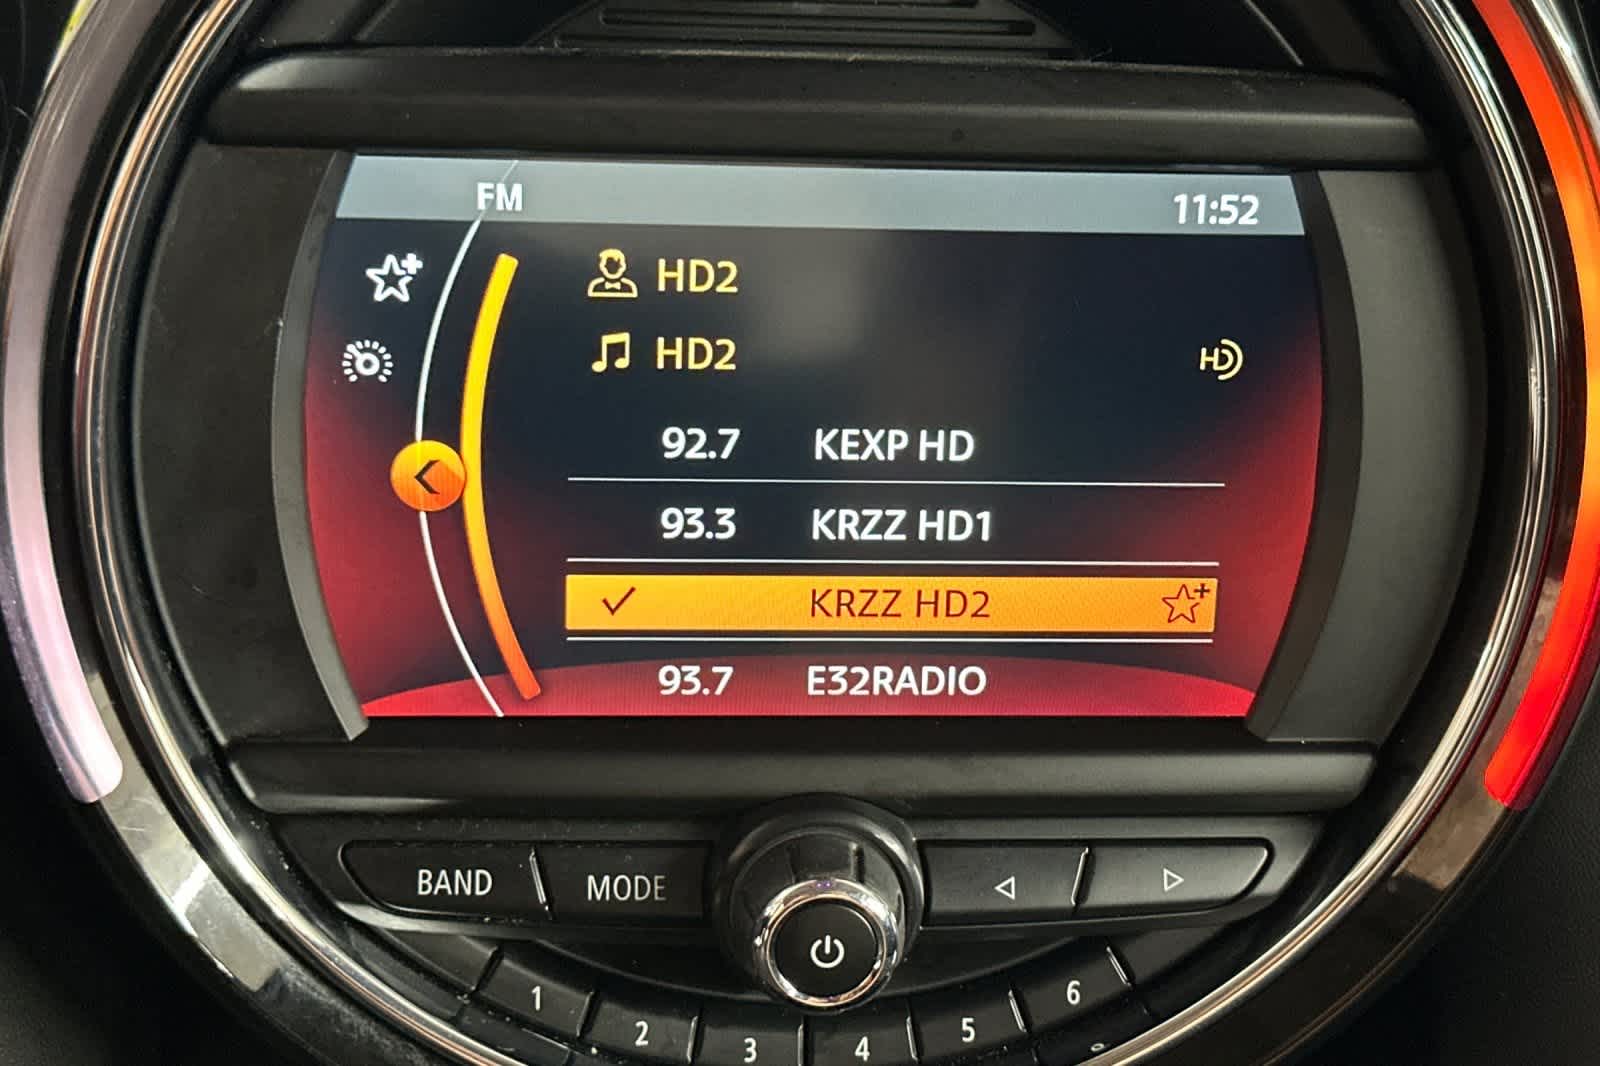 FM 11:52
HD2
HD2 HD
92.7 KEXP HD
93.3 KRZZ HD1
KRZZ HD2
93.7 E32RADIO
BAND MODE
1 2 3 4 5 6